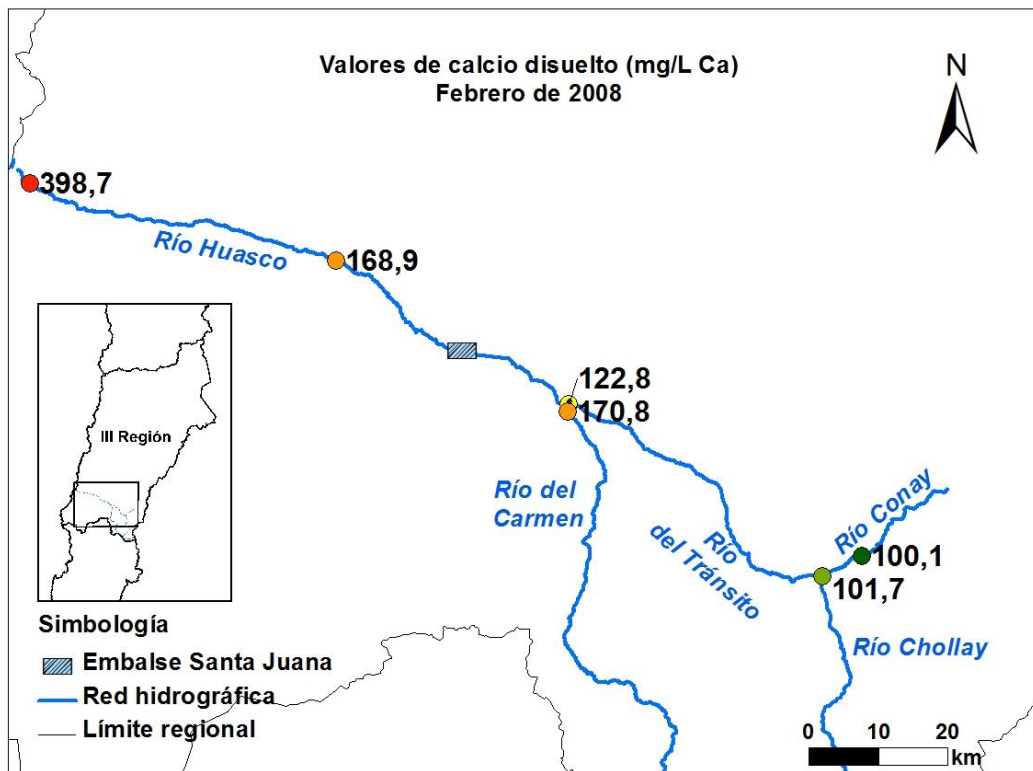 Valores de calcio disuelto (mg/L Ca)
Febrero de 2008
N
398,7
Río Huasco
168,9
122,8
170,8
III Región
Río del
Carmen
Río
del Tránsito
Río Conay
100,1
101,7
Río Chollay
Simbología
Embalse Santa Juana
Red hidrográfica
Límite regional
0 10 20
km